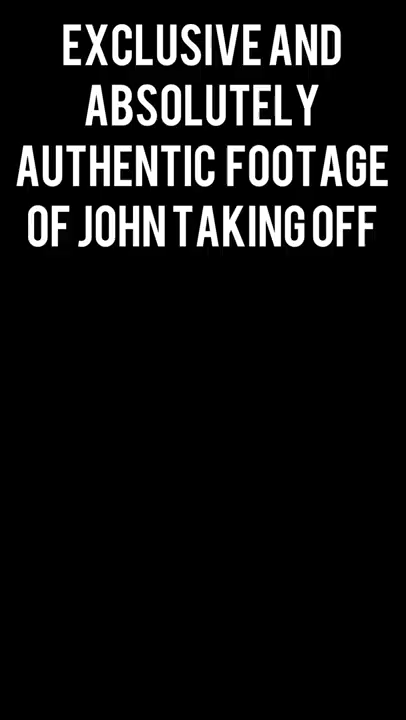 EXCLUSIVE AND
ABSOLUTELY
AUTHENTIC FOOTAGE
OF JOHN TAKING OFF